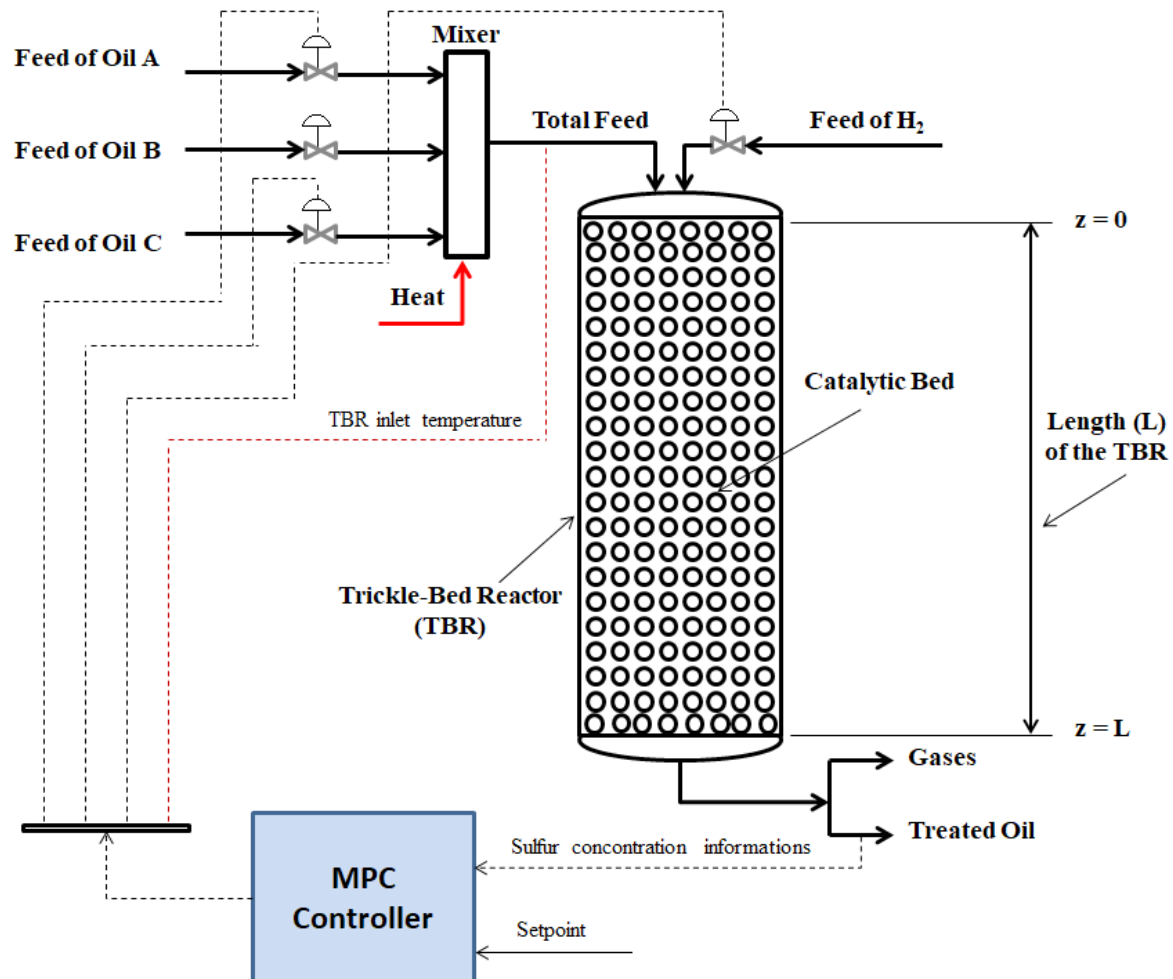 Mixer
Feed of Oil A
Total Feed
Feed of H₂
Feed of Oil B
Feed of Oil C
z = 0
Heat
Catalytic Bed
TBR inlet temperature
Length (L)
of the TBR
Trickle-Bed Reactor
(TBR)
z = L
Gases
Treated Oil
Sulfur concontration informations
MPC
Controller
Setpoint